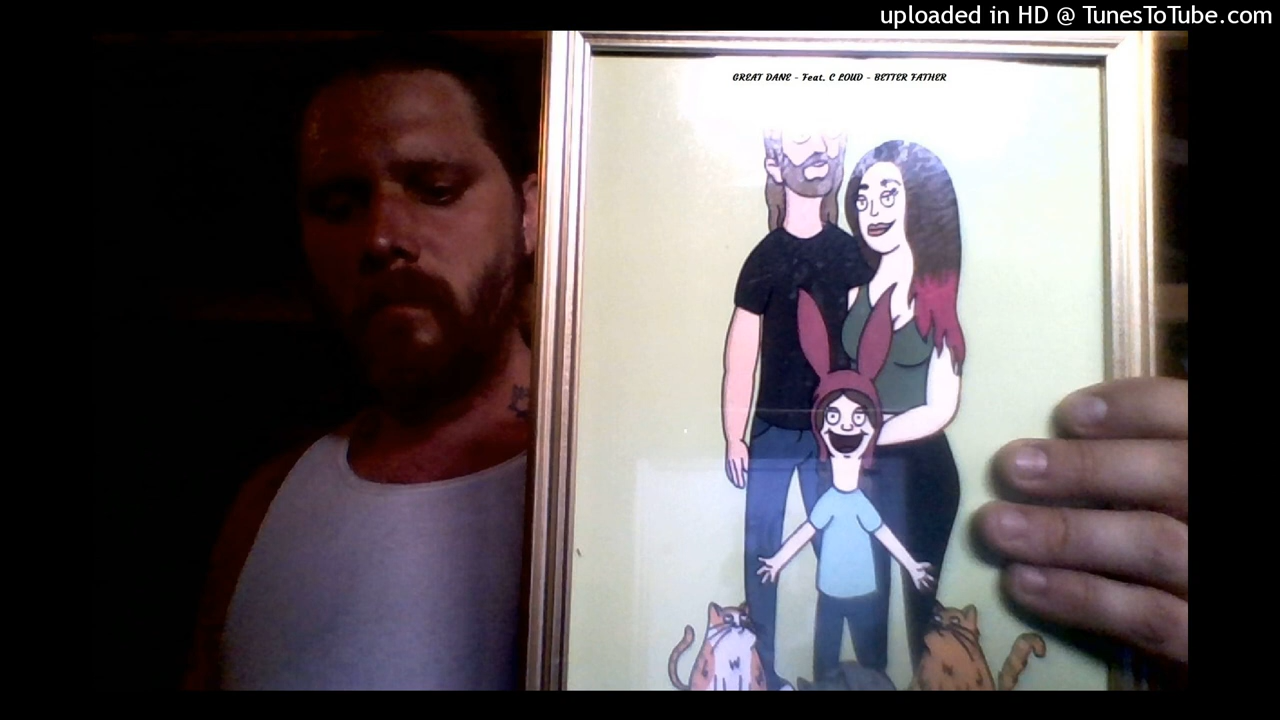 uploaded in HD @ TunesToTube.com
GREAT DANE - Feat. C LOUD - BETTER FATHER